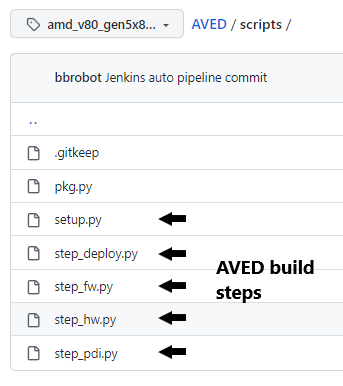 amd_v80_gen5x8... AVED / scripts /
bbrobot Jenkins auto pipeline commit
..
.gitkeep
pkg.py
setup.py
step_deploy.py
step_fw.py
step_hw.py
step_pdi.py
AVED build
steps